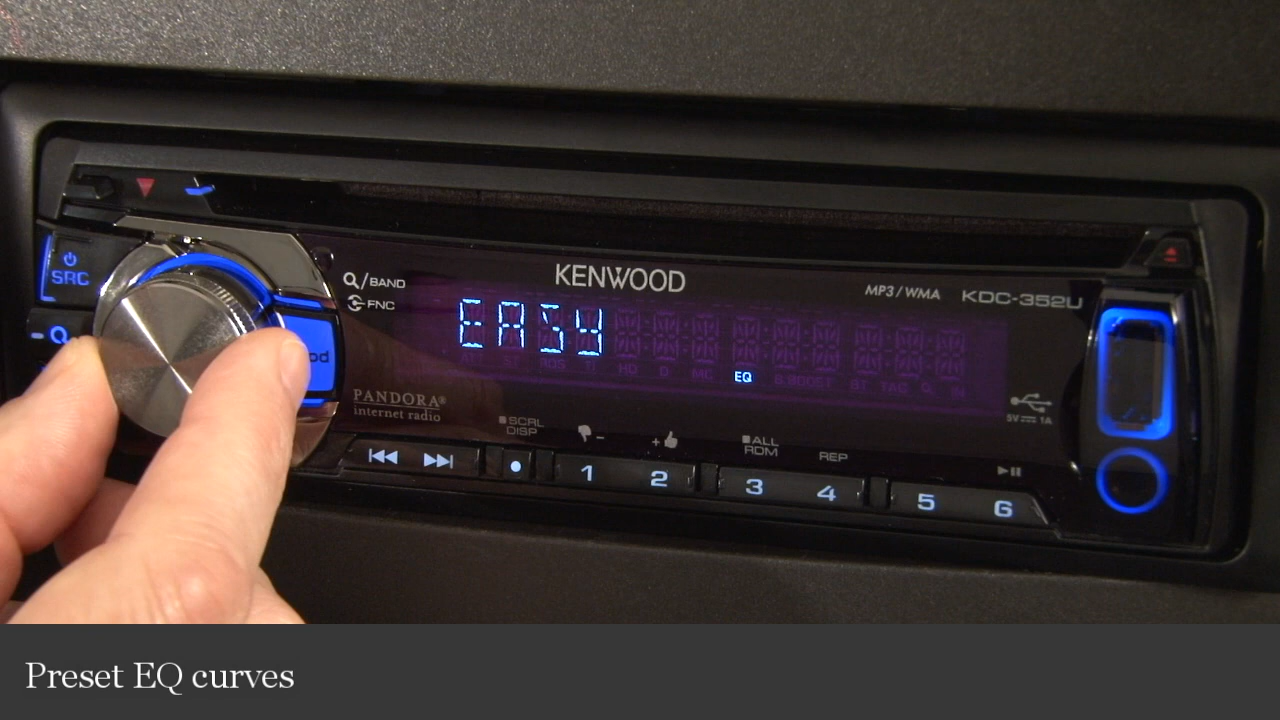 KENWOOD
MP3/WMA KDC-352U
SRC
/BAND
FNC
EASY
EQ
PANDORA®
internet radio
5V 1A
SCRL
DISP
-
+
ALL
RDM
REP
1 2 3 4 5 6
Preset EQ curves